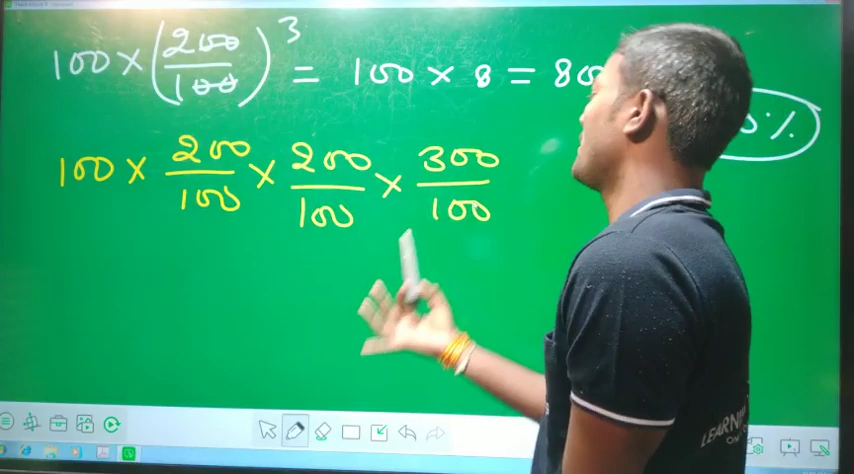 100 × (200/100)³ = 100 × 8 = 80
%
100 × 200/100 × 200/100 × 300/100